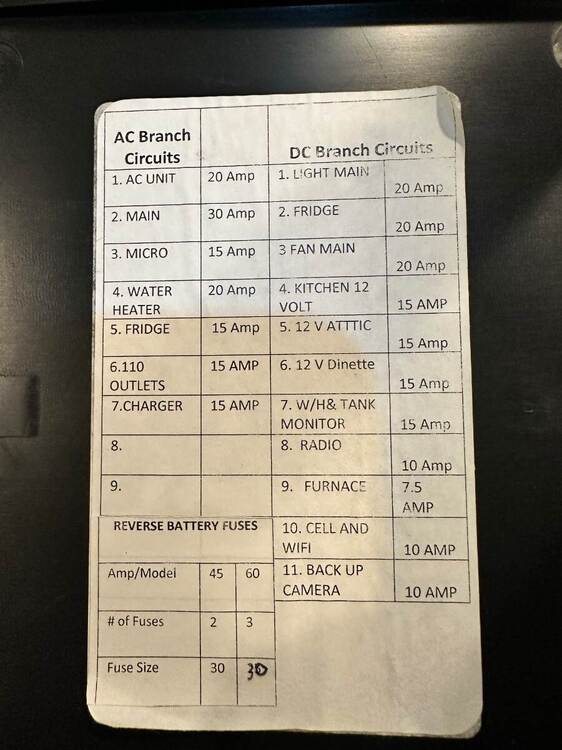 AC Branch
Circuits
DC Branch Circuits
1. AC UNIT 20 Amp 1. LIGHT MAIN 20 Amp
2. MAIN 30 Amp 2. FRIDGE 20 Amp
3. MICRO 15 Amp 3 FAN MAIN 20 Amp
4. WATER 20 Amp 4. KITCHEN 12
HEATER VOLT 15 AMP
5. FRIDGE 15 Amp 5. 12 V ATTTIC 15 Amp
6.110 15 AMP 6. 12 V Dinette
OUTLETS 15 Amp
7.CHARGER 15 AMP 7. W/H& TANK
MONITOR 15 Amp
8. 8. RADIO 10 Amp
9. 9. FURNACE 7.5
AMP
REVERSE BATTERY FUSES 10. CELL AND
WIFI 10 AMP
Amp/Model 45 60 11. BACK UP
CAMERA 10 AMP
# of Fuses 2 3
Fuse Size 30 30